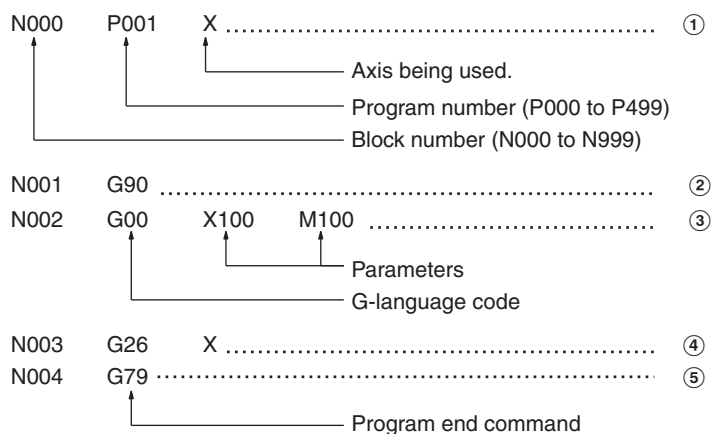 N000 P001 X ........................................................ ①
Axis being used.
Program number (P000 to P499)
Block number (N000 to N999)
N001 G90 ................................................................ ②
N002 G00 X100 M100 ..................................... ③
Parameters
G-language code
N003 G26 X ........................................................ ④
N004 G79 ................................................................ ⑤
Program end command